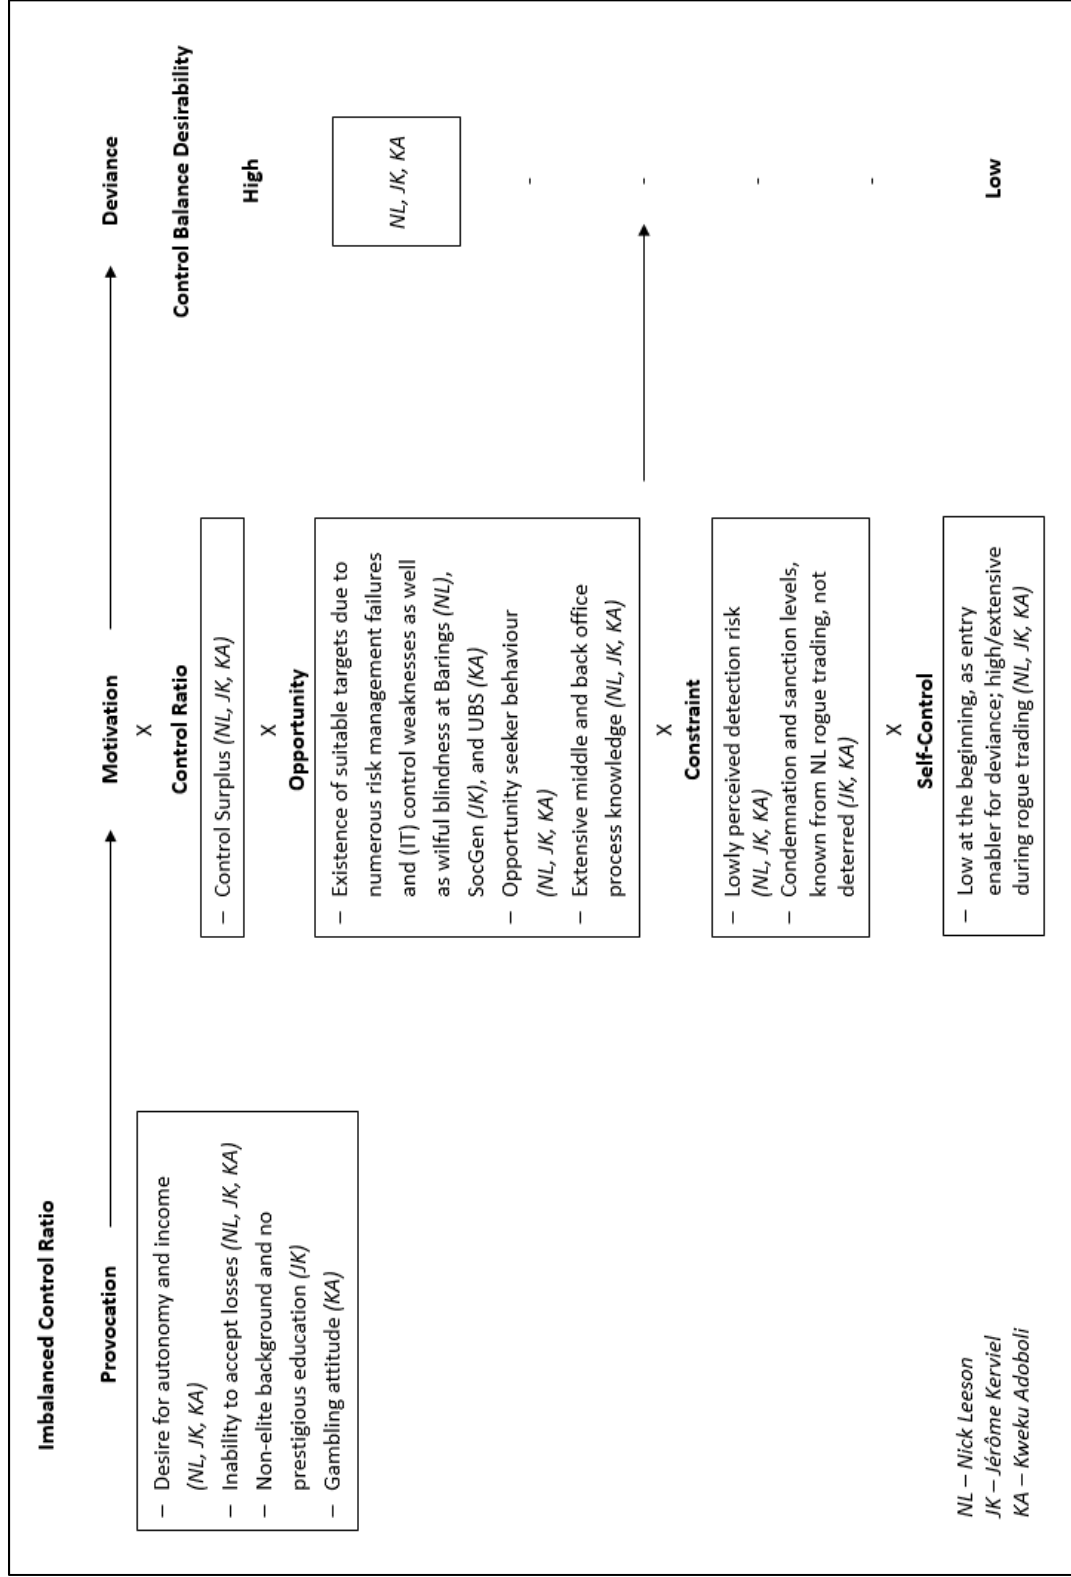 Imbalanced Control Ratio
Provocation
Motivation
Deviance
– Desire for autonomy and income
(NL, JK, KA)
– Inability to accept losses (NL, JK, KA)
– Non-elite background and no
prestigious education (JK)
– Gambling attitude (KA)
X
Control Ratio
– Control Surplus (NL, JK, KA)
X
Opportunity
– Existence of suitable targets due to
numerous risk management failures
and (IT) control weaknesses as well
as wilful blindness at Barings (NL),
SocGen (JK), and UBS (KA)
– Opportunity seeker behaviour
(NL, JK, KA)
– Extensive middle and back office
process knowledge (NL, JK, KA)
X
Constraint
– Lowly perceived detection risk
(NL, JK, KA)
– Condemnation and sanction levels,
known from NL rogue trading, not
deterred (JK, KA)
X
Self-Control
– Low at the beginning, as entry
enabler for deviance; high/extensive
during rogue trading (NL, JK, KA)
Control Balance Desirability
High
NL, JK, KA
-
-
-
-
Low
NL – Nick Leeson
JK – Jérôme Kerviel
KA – Kweku Adoboli